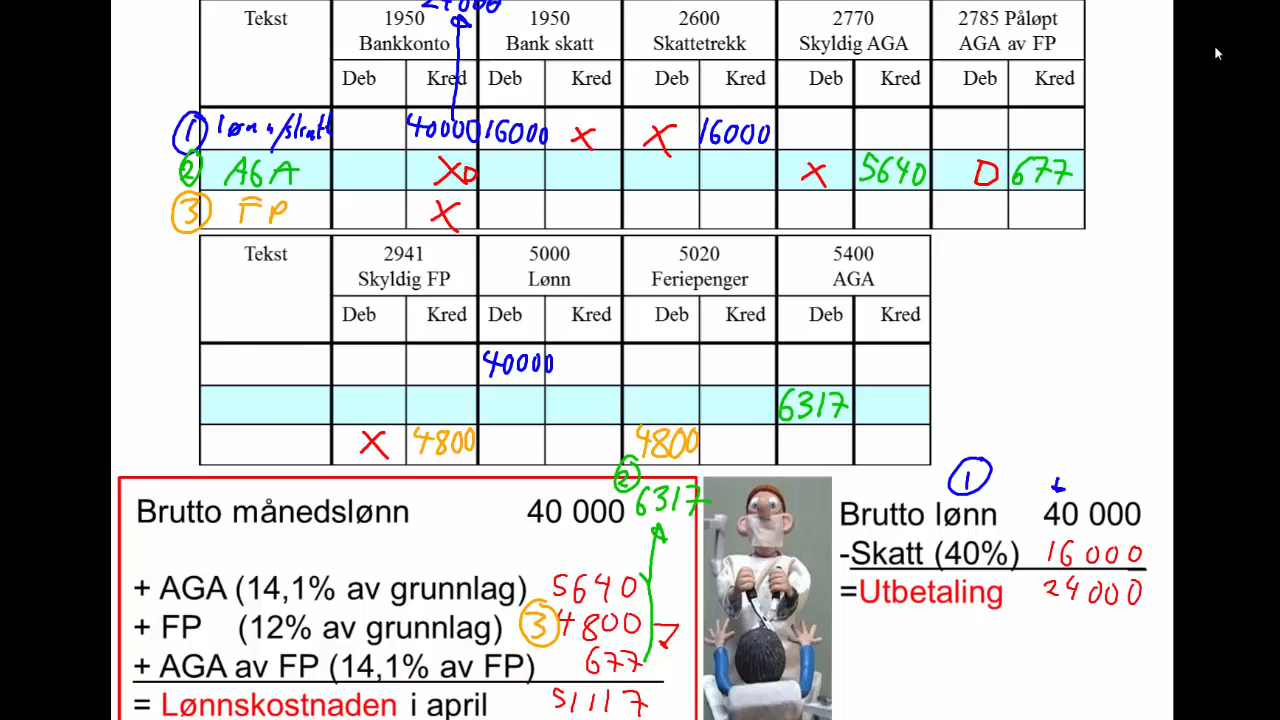 24000
Tekst 1950 1950 2600 2770 2785 Påløpt
Bankkonto Bank skatt Skattetrekk Skyldig AGA AGA av FP
Deb Kred Deb Kred Deb Kred Deb Kred Deb Kred
1 lønn 40000 16000 X X 16000
2 AGA X D X 5640 D 677
3 FP X
Tekst 2941 5000 5020 5400
Skyldig FP Lønn Feriepenger AGA
Deb Kred Deb Kred Deb Kred Deb Kred
40000
6317
X 4800 4800
2
Brutto månedslønn 40 000 6317
+ AGA (14,1% av grunnlag) 5640
+ FP (12% av grunnlag) 3 4800
+ AGA av FP (14,1% av FP) 677
= Lønnskostnaden i april 51117
1
Brutto lønn 40 000
-Skatt (40%) 16000
=Utbetaling 24000